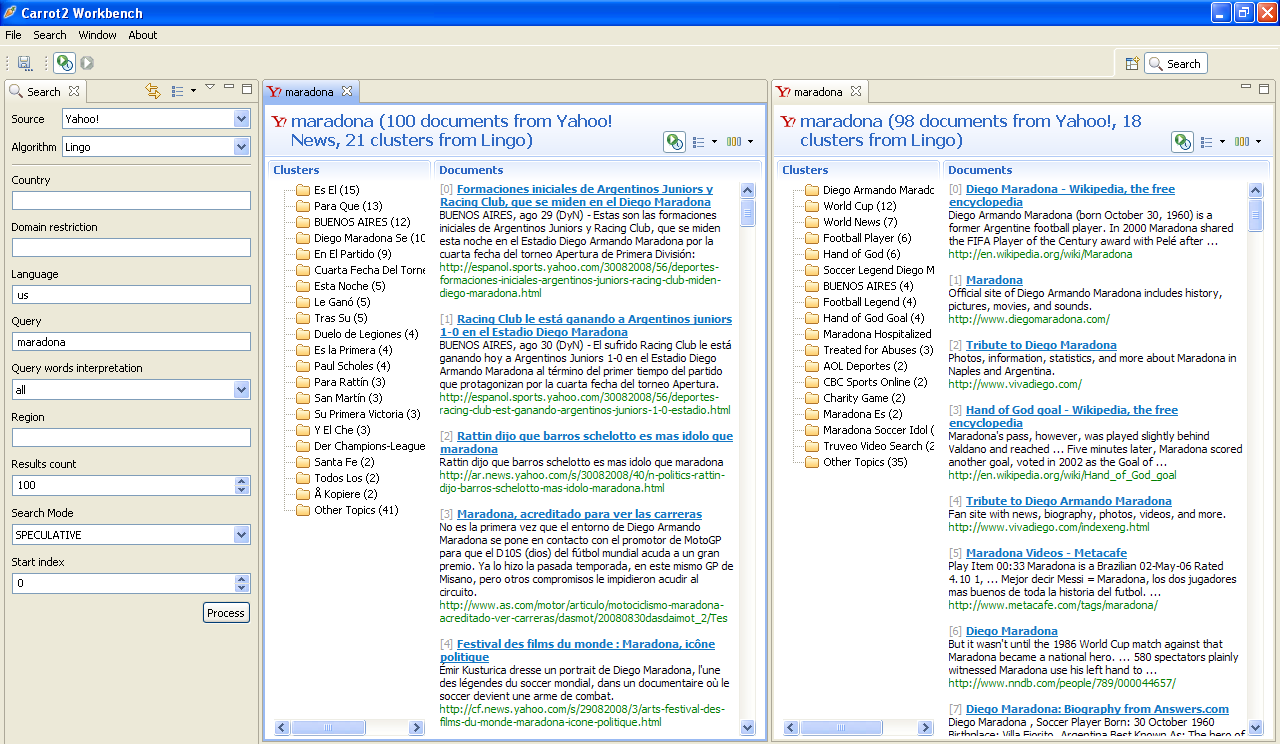 Carrot2 Workbench
File Search Window About
Search
Search
Source Yahoo!
Algorithm Lingo
Country
Domain restriction
Language
us
Query
maradona
Query words interpretation
all
Region
Results count
100
Search Mode
SPECULATIVE
Start index
0
Process
maradona
maradona (100 documents from Yahoo!
News, 21 clusters from Lingo)
Clusters
Es El (15)
Para Que (13)
BUENOS AIRES (12)
Diego Maradona Se (10
En El Partido (9)
Cuarta Fecha Del Torne
Esta Noche (5)
Le Ganó (5)
Tras Su (5)
Duelo de Legiones (4)
Es la Primera (4)
Paul Scholes (4)
Para Rattín (3)
San Martín (3)
Su Primera Victoria (3)
Y El Che (3)
Der Champions-League
Santa Fe (2)
Todos Los (2)
Å Kopiere (2)
Other Topics (41)
Documents
[0] Formaciones iniciales de Argentinos Juniors y
Racing Club, que se miden en el Diego Maradona
BUENOS AIRES, ago 29 (DyN) - Estas son las formaciones
iniciales de Argentinos Juniors y Racing Club, que se miden
esta noche en el Estadio Diego Armando Maradona por la
cuarta fecha del torneo Apertura de Primera División:
http://espanol.sports.yahoo.com/30082008/56/deportes-
formaciones-iniciales-argentinos-juniors-racing-club-miden-
diego-maradona.html
[1] Racing Club le está ganando a Argentinos juniors
1-0 en el Estadio Diego Maradona
BUENOS AIRES, ago 30 (DyN) - El sufrido Racing Club le está
ganando hoy a Argentinos Juniors 1-0 en el Estadio Diego
Armando Maradona al término del primer tiempo del partido
que protagonizan por la cuarta fecha del torneo Apertura.
http://espanol.sports.yahoo.com/30082008/56/deportes-
racing-club-est-ganando-argentinos-juniors-1-0-estadio.html
[2] Rattin dijo que barros schelotto es mas idolo que
maradona
Rattin dijo que barros schelotto es mas idolo que maradona
http://ar.news.yahoo.com/s/30082008/40/n-politics-rattin-
dijo-barros-schelotto-mas-idolo-maradona.html
[3] Maradona, acreditado para ver las carreras
No es la primera vez que el entorno de Diego Armando
Maradona se pone en contacto con el promotor de MotoGP
para que el D10S (dios) del fútbol mundial acuda a un gran
premio. Ya lo hizo la pasada temporada, en este mismo GP de
Misano, pero otros compromisos le impidieron acudir al
circuito.
http://www.as.com/motor/articulo/motociclismo-maradona-
acreditado-ver-carreras/dasmot/20080830dasdaimot_2/Tes
[4] Festival des films du monde : Maradona, icône
politique
Émir Kusturica dresse un portrait de Diego Maradona, l'une
des légendes du soccer mondial, dans un documentaire où le
soccer devient une arme de combat.
http://cf.news.yahoo.com/s/29082008/3/arts-festival-des-
films-du-monde-maradona-icone-politique.html
maradona
maradona (98 documents from Yahoo!, 18
clusters from Lingo)
Clusters
Diego Armando Maradc
World Cup (12)
World News (7)
Football Player (6)
Hand of God (6)
Soccer Legend Diego M
BUENOS AIRES (4)
Football Legend (4)
Hand of God Goal (4)
Maradona Hospitalized
Treated for Abuses (3)
AOL Deportes (2)
CBC Sports Online (2)
Charity Game (2)
Maradona Es (2)
Maradona Soccer Idol (
Truveo Video Search (2
Other Topics (35)
Documents
[0] Diego Maradona - Wikipedia, the free
encyclopedia
Diego Armando Maradona (born October 30, 1960) is a
former Argentine football player. In 2000 Maradona shared
the FIFA Player of the Century award with Pelé after ...
http://en.wikipedia.org/wiki/Maradona
[1] Maradona
Official site of Diego Armando Maradona includes history,
pictures, movies, and sounds.
http://www.diegomaradona.com/
[2] Tribute to Diego Maradona
Photos, information, statistics, and more about Maradona in
Naples and Argentina.
http://www.vivadiego.com/
[3] Hand of God goal - Wikipedia, the free
encyclopedia
Maradona's pass, however, was played slightly behind
Valdano and reached ... Five minutes later, Maradona scored
another goal, voted in 2002 as the Goal of ...
http://en.wikipedia.org/wiki/Hand_of_God_goal
[4] Tribute to Diego Armando Maradona
Fan site with news, biography, photos, videos, and more.
http://www.vivadiego.com/indexeng.html
[5] Maradona Videos - Metacafe
Play Item 00:33 Maradona is a Brazilian 02-May-06 Rated
4.10 1, ... Mejor decir Messi = Maradona, los dos jugadores
mas buenos de toda la historia del futbol. ...
http://www.metacafe.com/tags/maradona/
[6] Diego Maradona
But it wasn't until the 1986 World Cup match against that
Maradona became a national hero. ... 580 spectators plainly
witnessed Maradona use his left hand to ...
http://www.nndb.com/people/789/000044657/
[7] Diego Maradona: Biography from Answers.com
Diego Maradona , Soccer Player Born: 30 October 1960
Birthplace: Villa Fiorito, Argentina Best Known As: The hero of